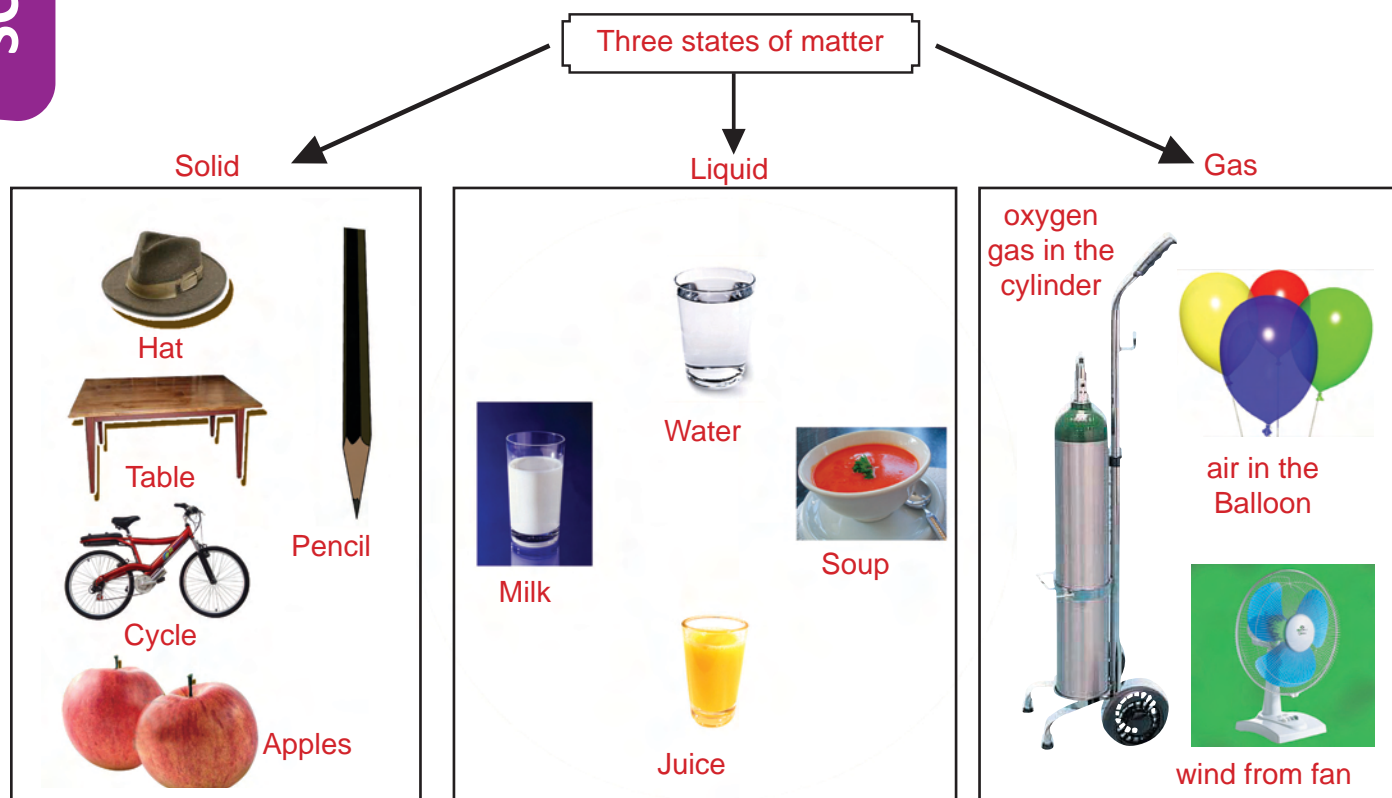 Three states of matter
Solid
Liquid
Gas
Hat
Table
Pencil
Cycle
Apples
Water
Milk
Soup
Juice
oxygen
gas in the
cylinder
air in the
Balloon
wind from fan